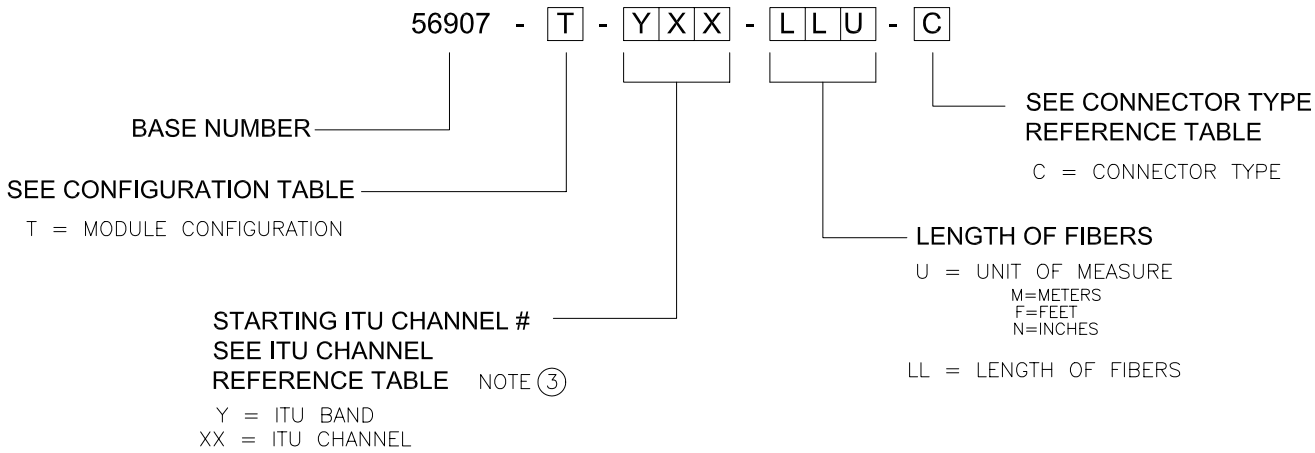 56907 - T - YXX - LLU - C
BASE NUMBER
SEE CONNECTOR TYPE
REFERENCE TABLE
C = CONNECTOR TYPE
SEE CONFIGURATION TABLE
T = MODULE CONFIGURATION
LENGTH OF FIBERS
U = UNIT OF MEASURE
M=METERS
F=FEET
N=INCHES
LL = LENGTH OF FIBERS
STARTING ITU CHANNEL #
SEE ITU CHANNEL
REFERENCE TABLE NOTE 3
Y = ITU BAND
XX = ITU CHANNEL